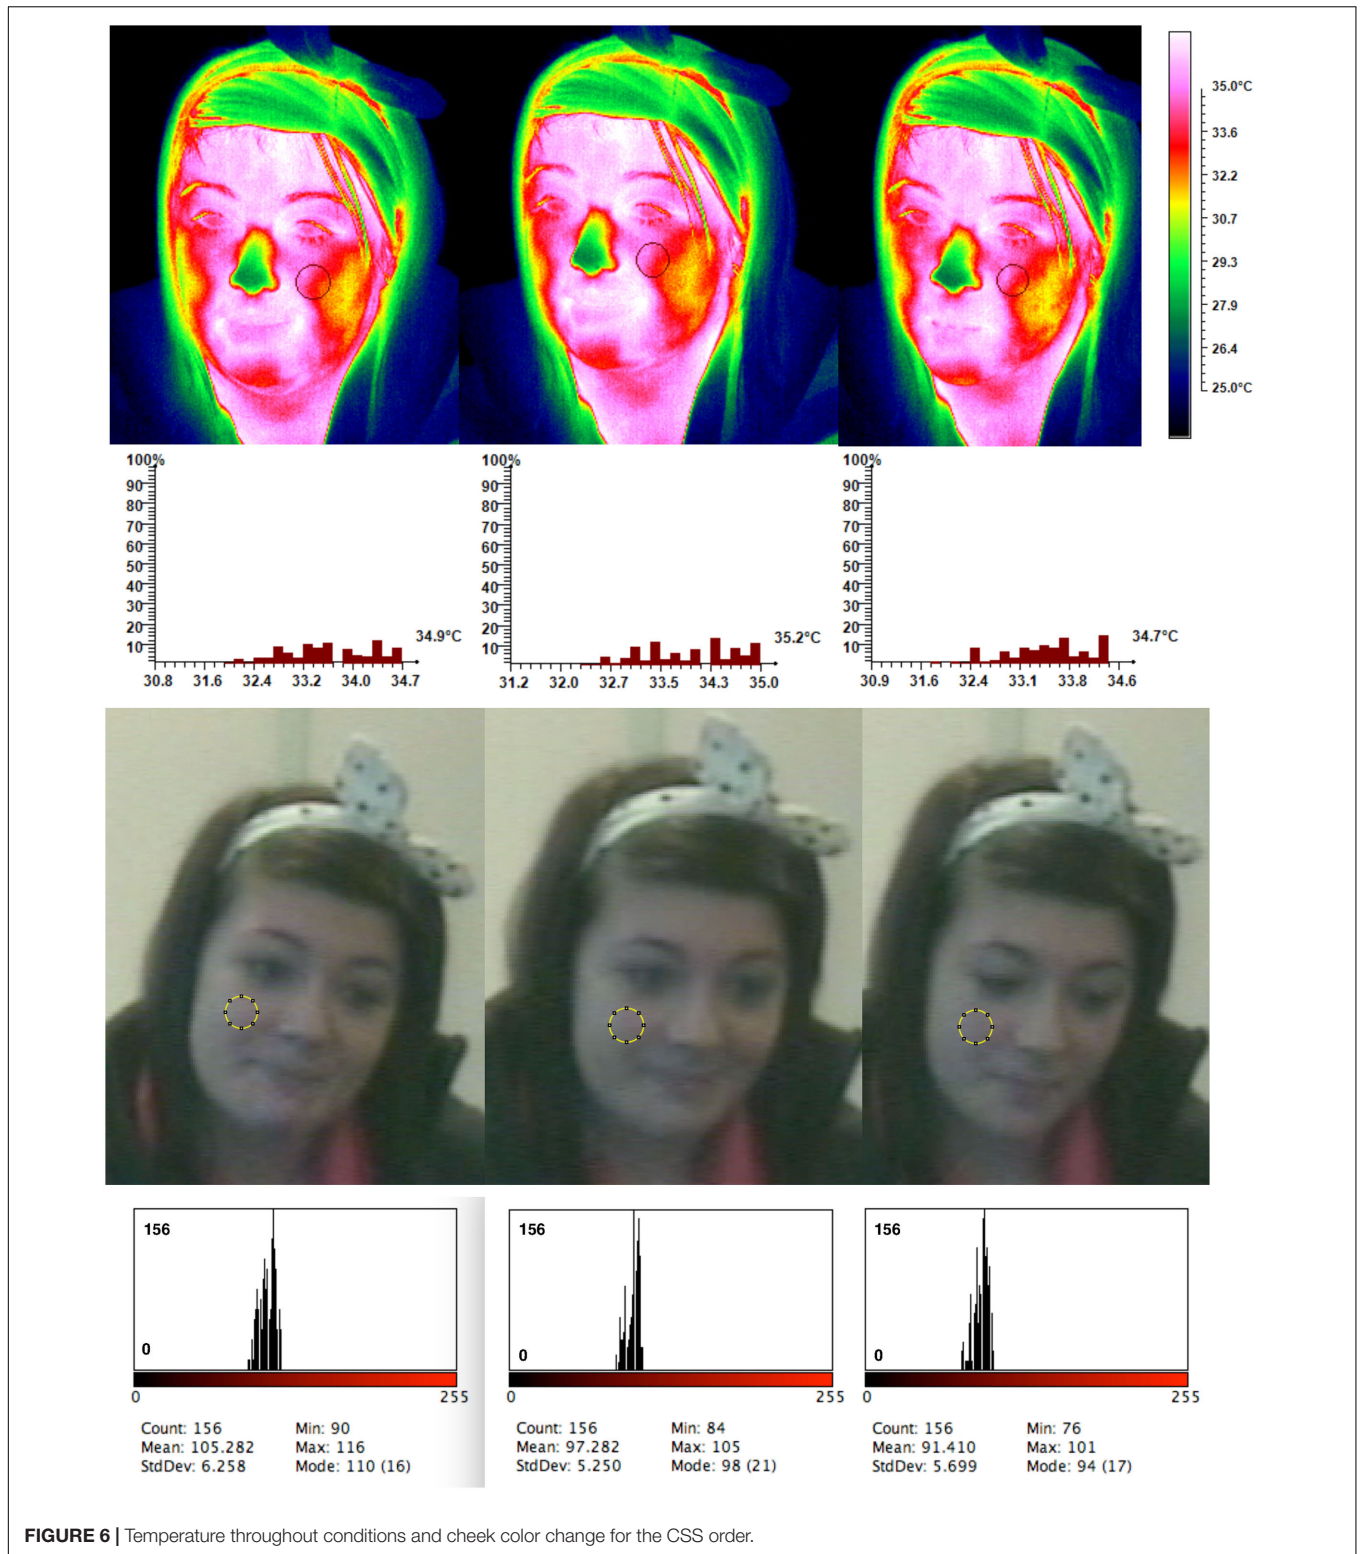 35.0°C
33.6
32.2
30.7
29.3
27.9
26.4
25.0°C
100% 100% 100%
90 90 90
80 80 80
70 70 70
60 60 60
50 50 50
40 40 40
30 30 30
20 20 20
10 10 10
34.9°C 35.2°C 34.7°C
30.8 31.6 32.4 33.2 34.0 34.7 31.2 32.0 32.7 33.5 34.3 35.0 30.9 31.6 32.4 33.1 33.8 34.6
156 156 156
0 0 0
0 255 0 255 0 255
Count: 156 Min: 90 Count: 156 Min: 84 Count: 156 Min: 76
Mean: 105.282 Max: 116 Mean: 97.282 Max: 105 Mean: 91.410 Max: 101
StdDev: 6.258 Mode: 110 (16) StdDev: 5.250 Mode: 98 (21) StdDev: 5.699 Mode: 94 (17)
FIGURE 6 | Temperature throughout conditions and cheek color change for the CSS order.